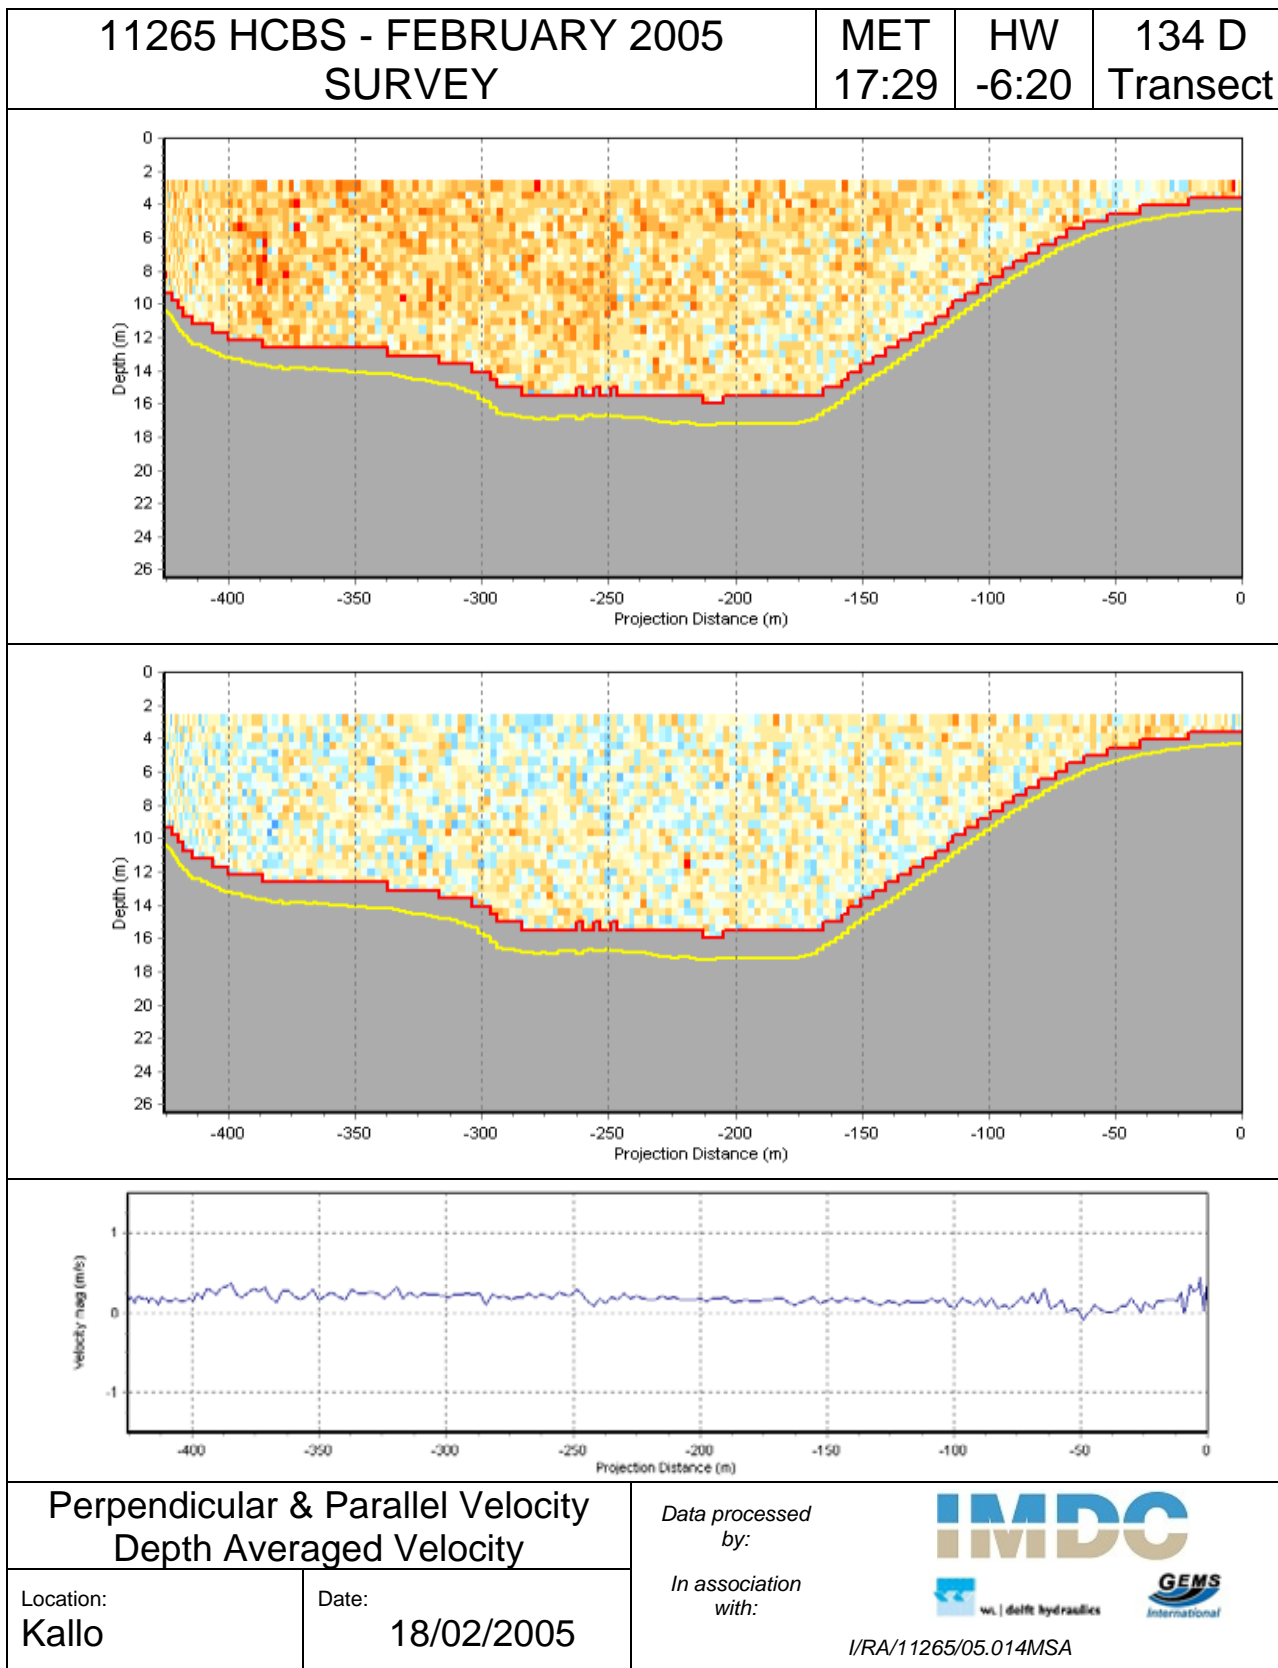 11265 HCBS - FEBRUARY 2005
SURVEY
MET
17:29
HW
-6:20
134 D
Transect
0
2
4
6
8
10
12
14
16
18
20
22
24
26
Depth (m)
-400 -350 -300 -250 -200 -150 -100 -50 0
Projection Distance (m)
0
2
4
6
8
10
12
14
16
18
20
22
24
26
Depth (m)
-400 -350 -300 -250 -200 -150 -100 -50 0
Projection Distance (m)
1
0
-1
Velocity mag (m/s)
-400 -350 -300 -250 -200 -150 -100 -50 0
Projection Distance (m)
Perpendicular & Parallel Velocity
Depth Averaged Velocity
Location:
Kallo
Date:
18/02/2005
Data processed
by:
IMDC
In association
with:
wL | delft hydraulics
GEMS
International
I/RA/11265/05.014MSA